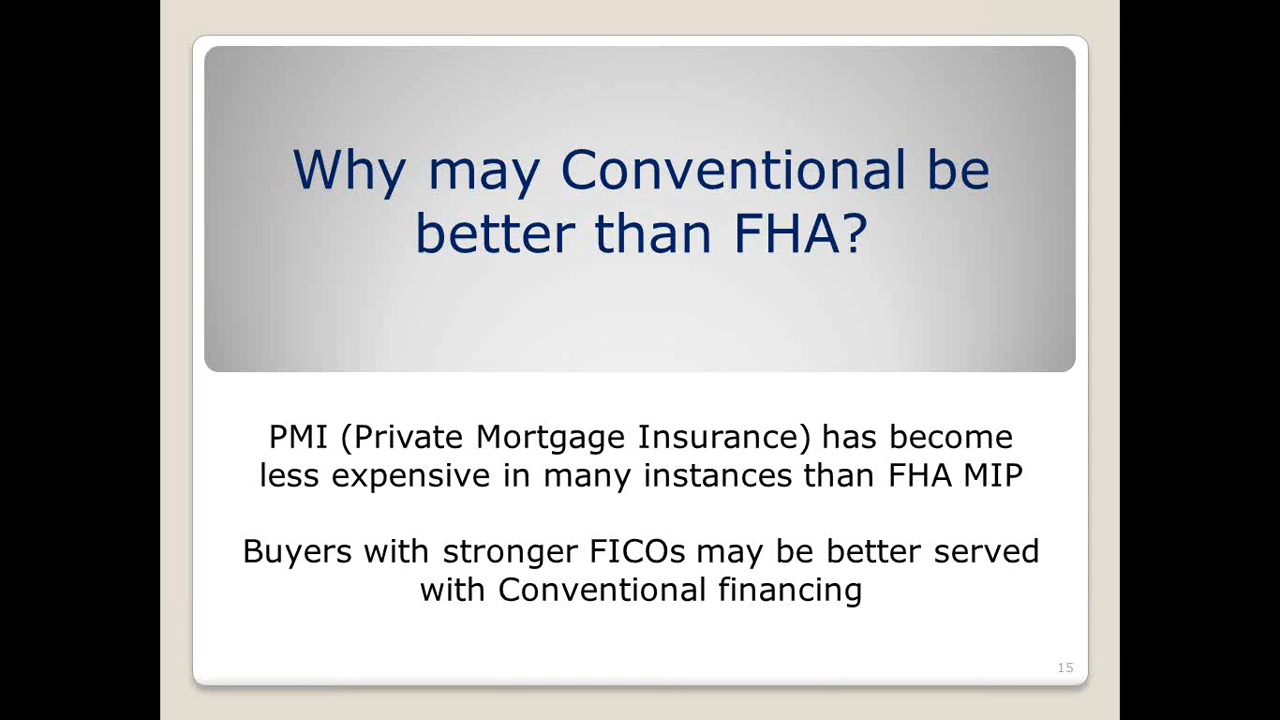 Why may Conventional be
better than FHA?
PMI (Private Mortgage Insurance) has become
less expensive in many instances than FHA MIP
Buyers with stronger FICOs may be better served
with Conventional financing
15